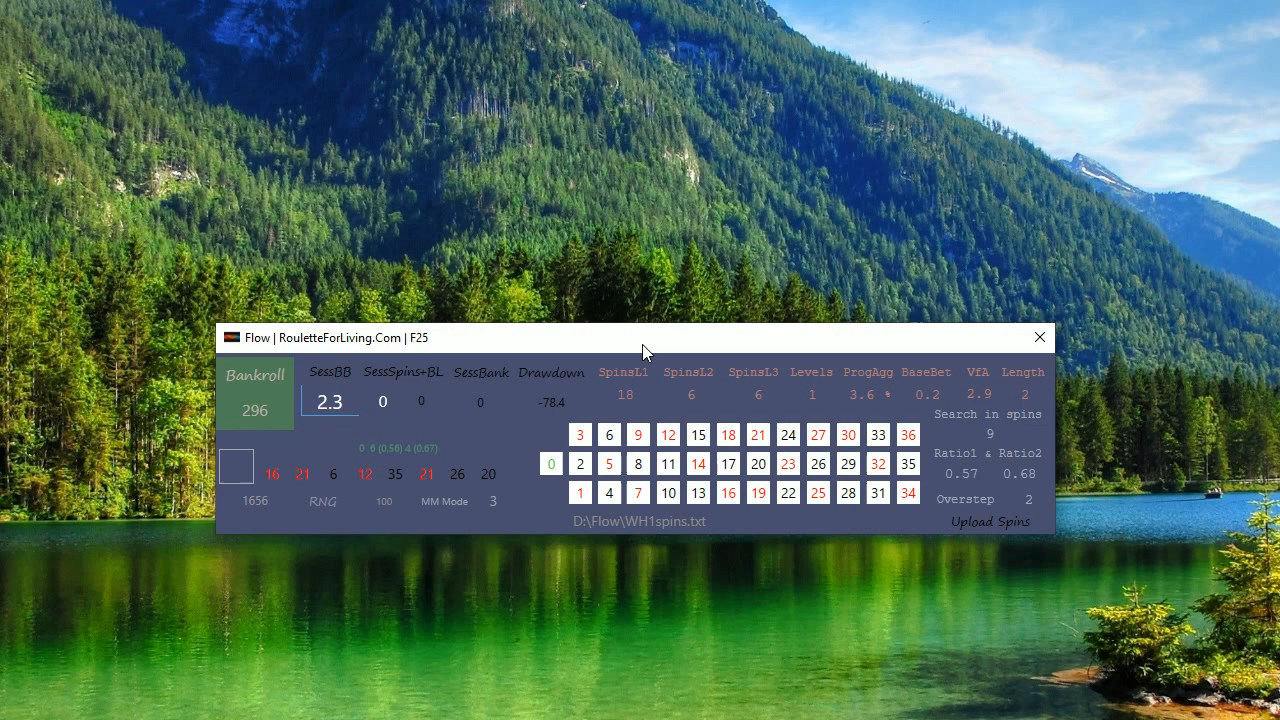 Flow | RouletteForLiving.Com | F25
Bankroll SessBB SessSpins+BL SessBank Drawdown SpinsL1 SpinsL2 SpinsL3 Levels ProgAgg BaseBet VfA Length
296 2.3 0 0 0 -78.4 18 6 6 1 3.6 % 0.2 2.9 2
Search in spins
9
3 6 9 12 15 18 21 24 27 30 33 36
0 6 (0,56) 4 (0,67)
Ratio1 & Ratio2
0 2 5 8 11 14 17 20 23 26 29 32 35
16 21 6 12 35 21 26 20
0.57 0.68
1 4 7 10 13 16 19 22 25 28 31 34
1656 RNG 100 MM Mode 3
Overstep 2
D:\Flow\WH1spins.txt
Upload Spins